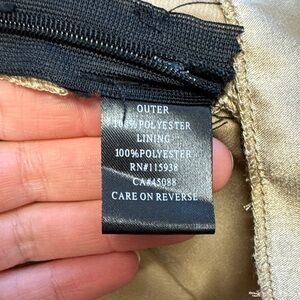 OUTER
100%POLYESTER
LINING
100%POLYESTER
RN#115938
CA#45088
CARE ON REVERSE